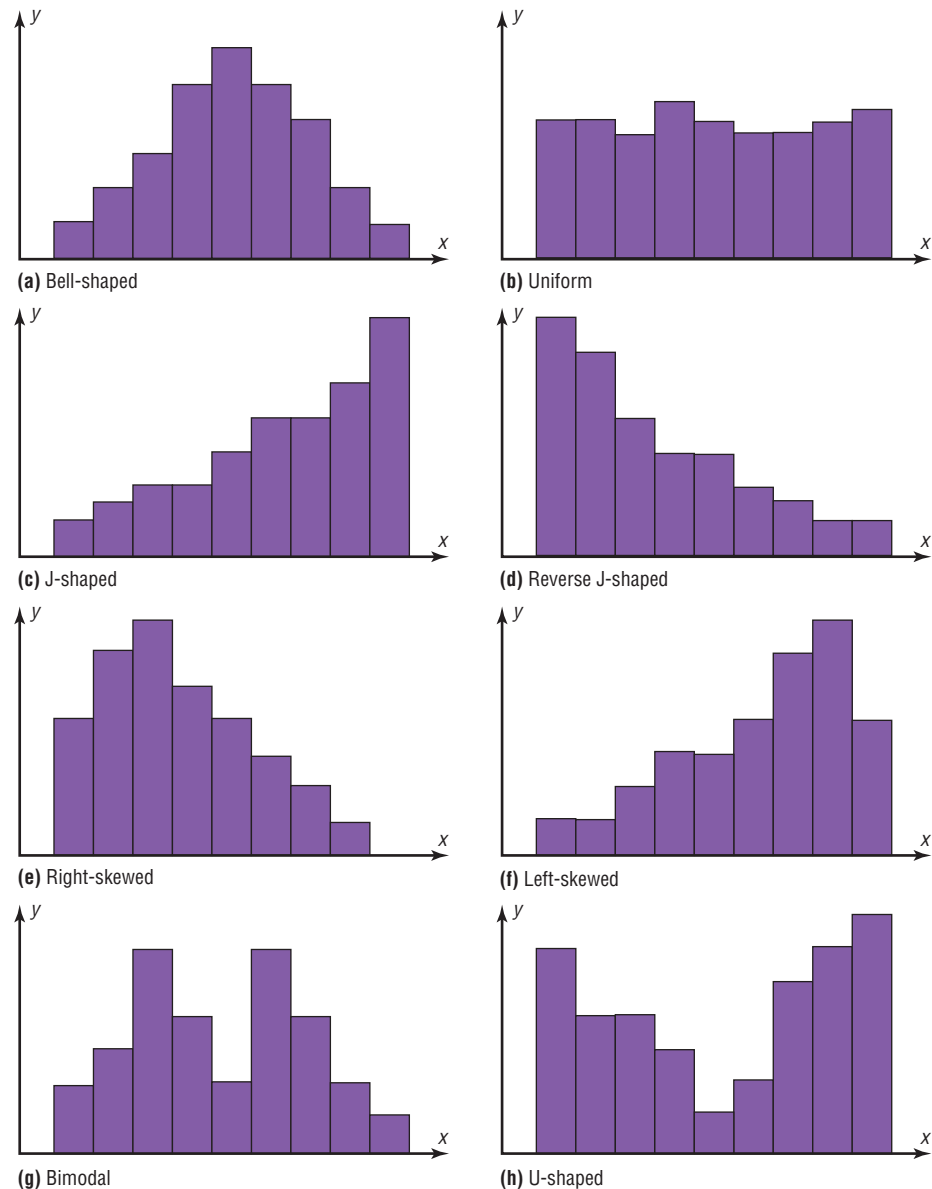 y
x
(a) Bell-shaped
y
x
(b) Uniform
y
x
(c) J-shaped
y
x
(d) Reverse J-shaped
y
x
(e) Right-skewed
y
x
(f) Left-skewed
y
x
(g) Bimodal
y
x
(h) U-shaped